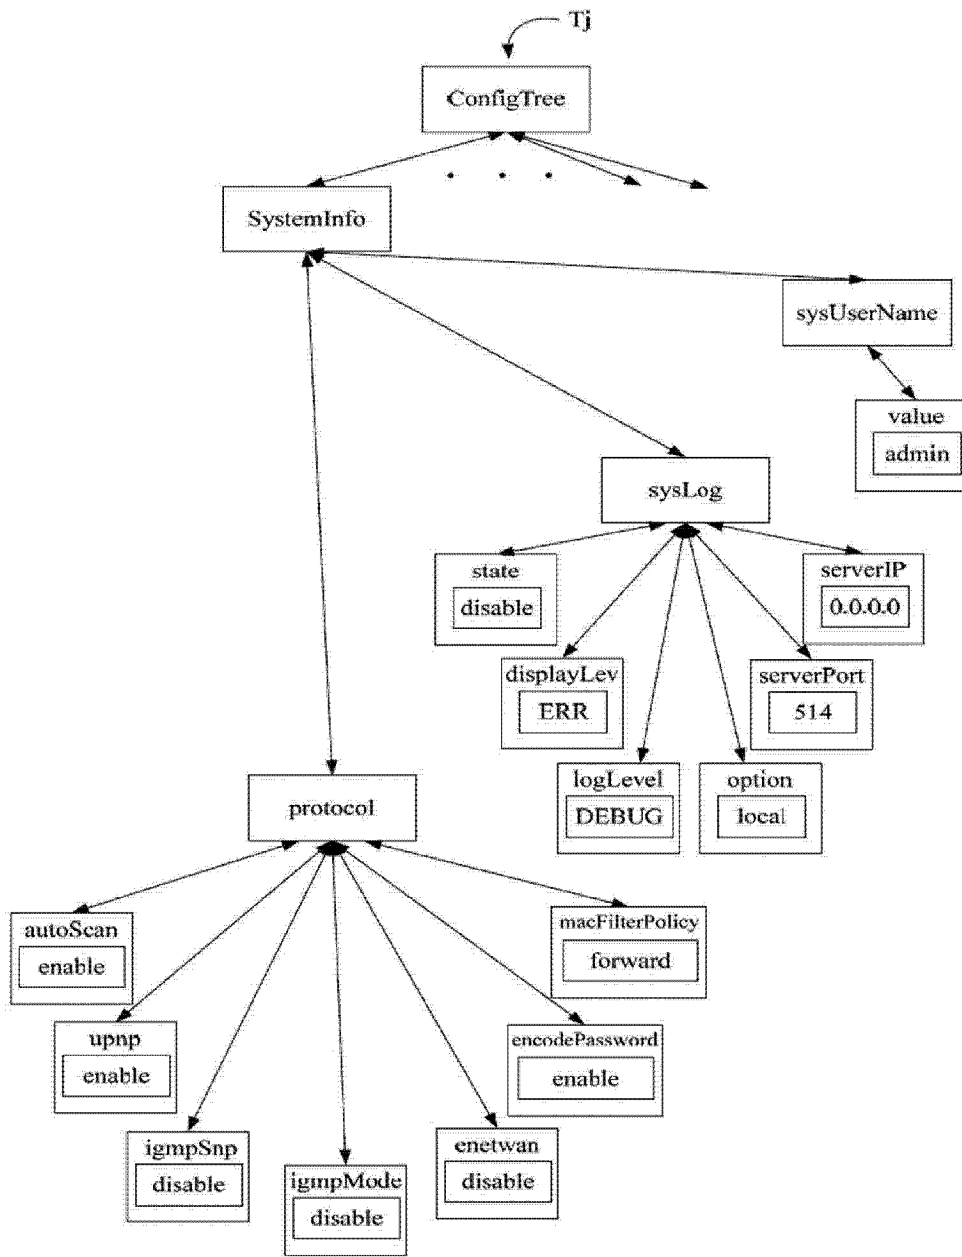 Tj
ConfigTree
SystemInfo
sysUserName
value
admin
sysLog
state
disable
serverIP
0.0.0.0
displayLev
ERR
serverPort
514
logLevel
DEBUG
option
local
protocol
autoScan
enable
macFilterPolicy
forward
upnp
enable
encodePassword
enable
igmpSnp
disable
enetwan
disable
igmpMode
disable